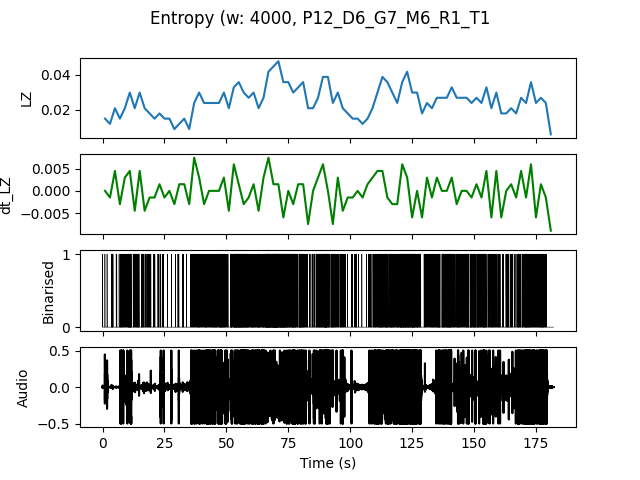 Entropy (w: 4000, P12_D6_G7_M6_R1_T1
0.04
0.02
LZ
0.005
0.000
−0.005
dt_LZ
1
0
Binarised
0.5
0.0
−0.5
Audio
0 25 50 75 100 125 150 175
Time (s)